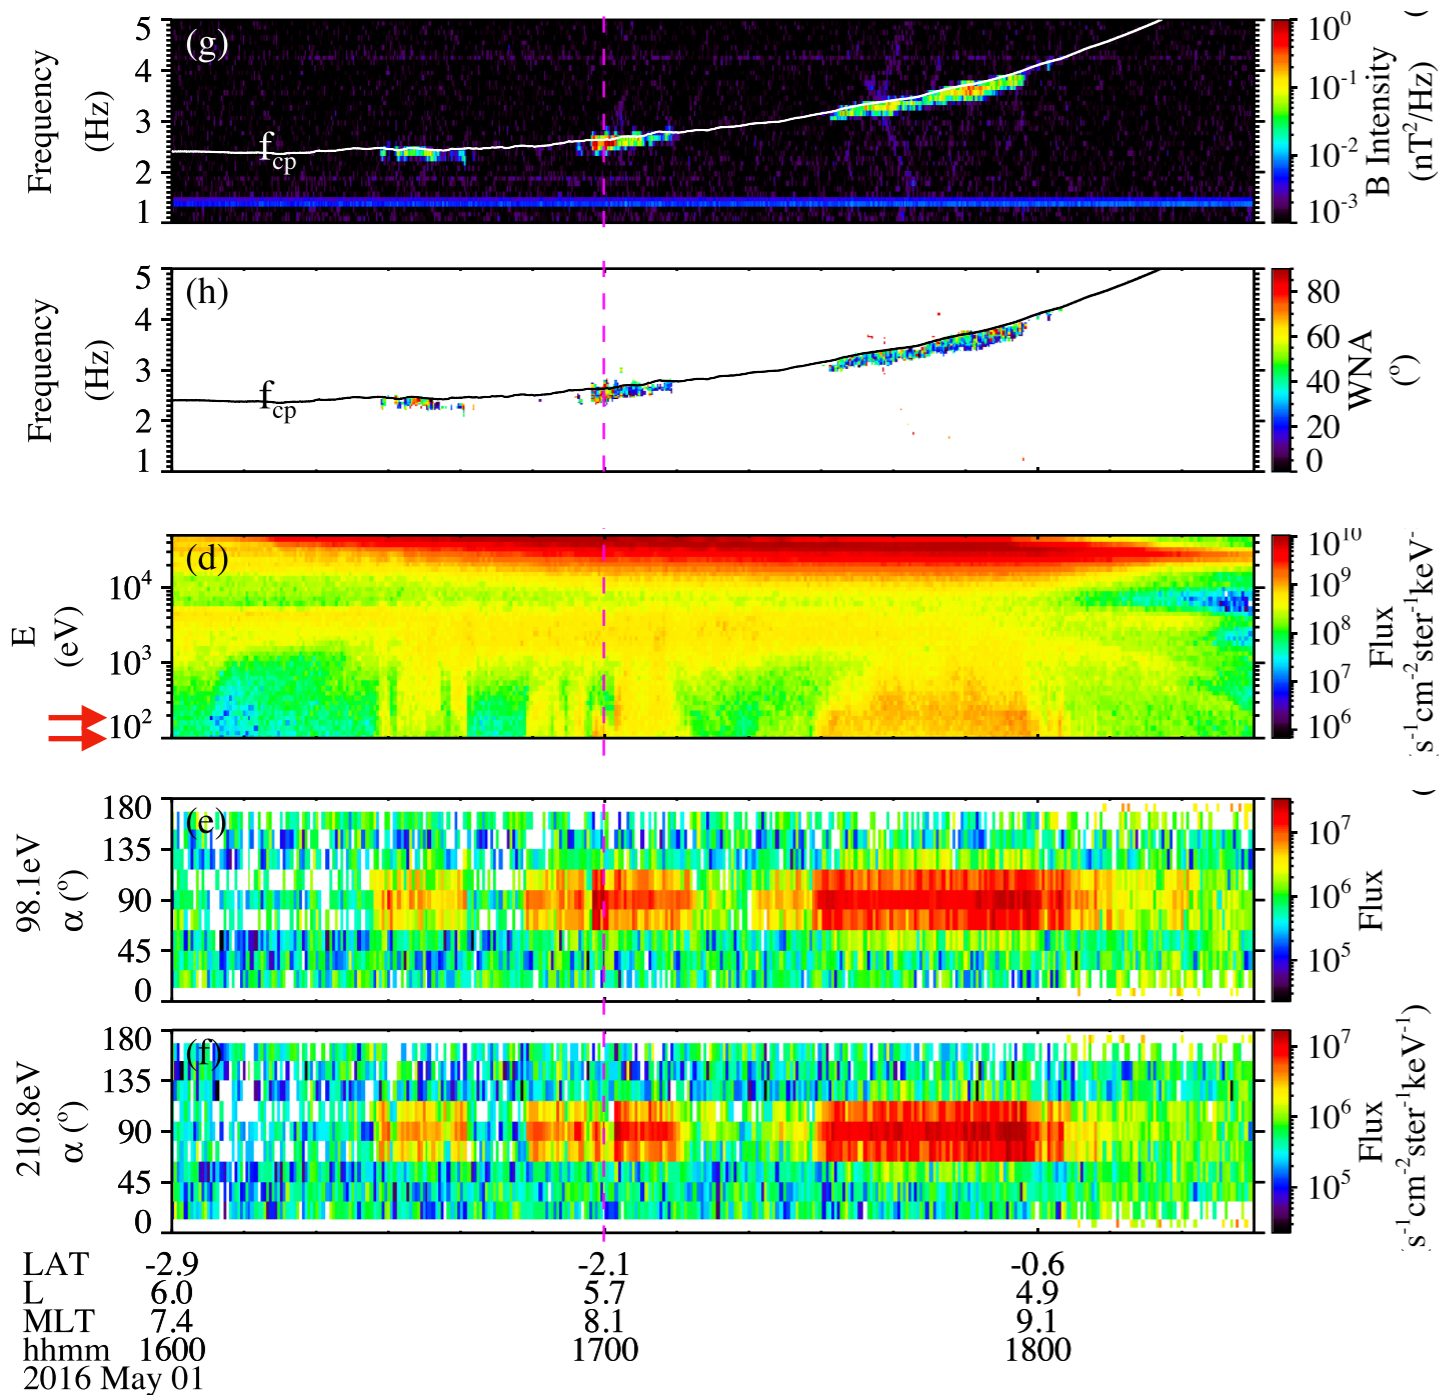 (g)
5
4
3
2
1
Frequency
(Hz)
f_cp
10^0
10^-1
10^-2
10^-3
B Intensity
(nT^2/Hz)
(
(h)
5
4
3
2
1
Frequency
(Hz)
f_cp
80
60
40
20
0
WNA
(°)
(d)
10^4
10^3
10^2
E
(eV)
10^10
10^9
10^8
10^7
10^6
Flux
s^-1cm^-2ster^-1keV^-
(e)
180
135
90
45
0
98.1eV
α (°)
10^7
10^6
10^5
Flux
(
(f)
180
135
90
45
0
210.8eV
α (°)
10^7
10^6
10^5
Flux
(s^-1cm^-2ster^-1keV^-1)
LAT -2.9 -2.1 -0.6
L 6.0 5.7 4.9
MLT 7.4 8.1 9.1
hhmm 1600 1700 1800
2016 May 01